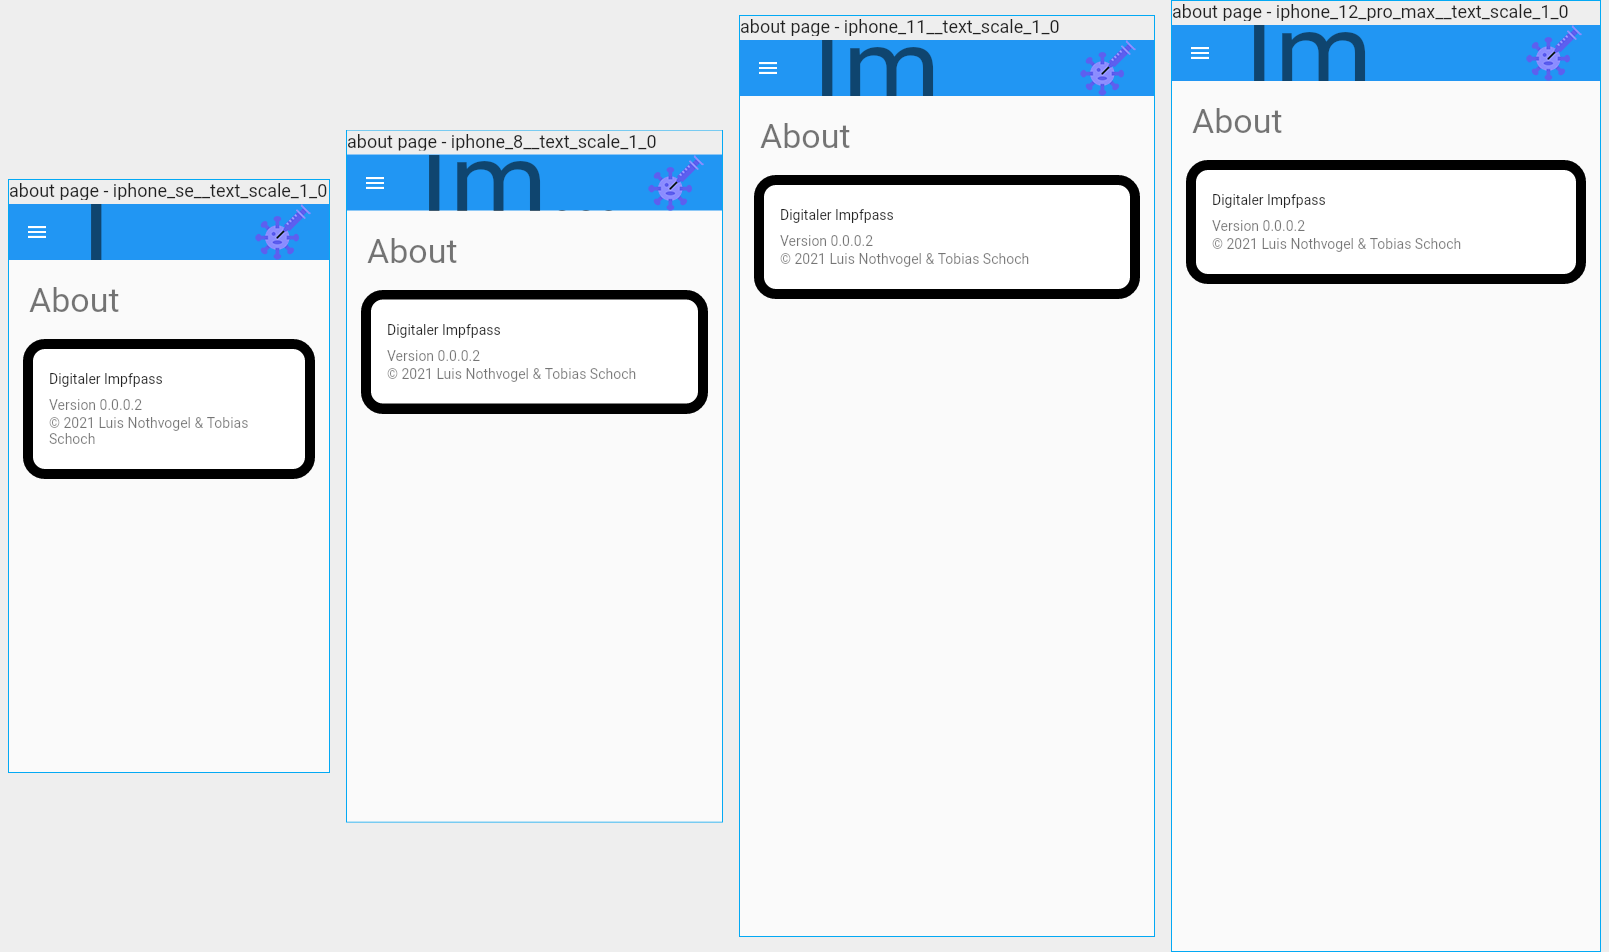 about page - iphone_se__text_scale_1_0
I
About
Digitaler Impfpass
Version 0.0.0.2
© 2021 Luis Nothvogel & Tobias
Schoch
about page - iphone_8__text_scale_1_0
Im
About
Digitaler Impfpass
Version 0.0.0.2
© 2021 Luis Nothvogel & Tobias Schoch
about page - iphone_11__text_scale_1_0
Im
About
Digitaler Impfpass
Version 0.0.0.2
© 2021 Luis Nothvogel & Tobias Schoch
about page - iphone_12_pro_max__text_scale_1_0
Im
About
Digitaler Impfpass
Version 0.0.0.2
© 2021 Luis Nothvogel & Tobias Schoch